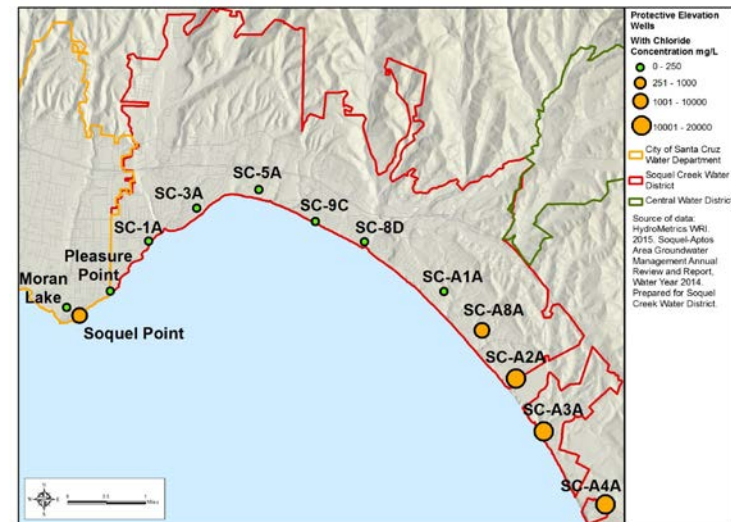 Protective Elevation
Wells
With Chloride
Concentration mg/L
0 - 250
251 - 1000
1001 - 10000
10001 - 20000
City of Santa Cruz
Water Department
Soquel Creek Water
District
Central Water District
Source of data:
HydroMetrics WRI.
2015. Soquel-Aptos
Area Groundwater
Management Annual
Review and Report,
Water Year 2014.
Prepared for Soquel
Creek Water District.
SC-5A
SC-3A
SC-9C
SC-1A
SC-8D
Pleasure
Point
Moran
Lake
SC-A1A
SC-A8A
Soquel Point
SC-A2A
SC-A3A
SC-A4A
0
1